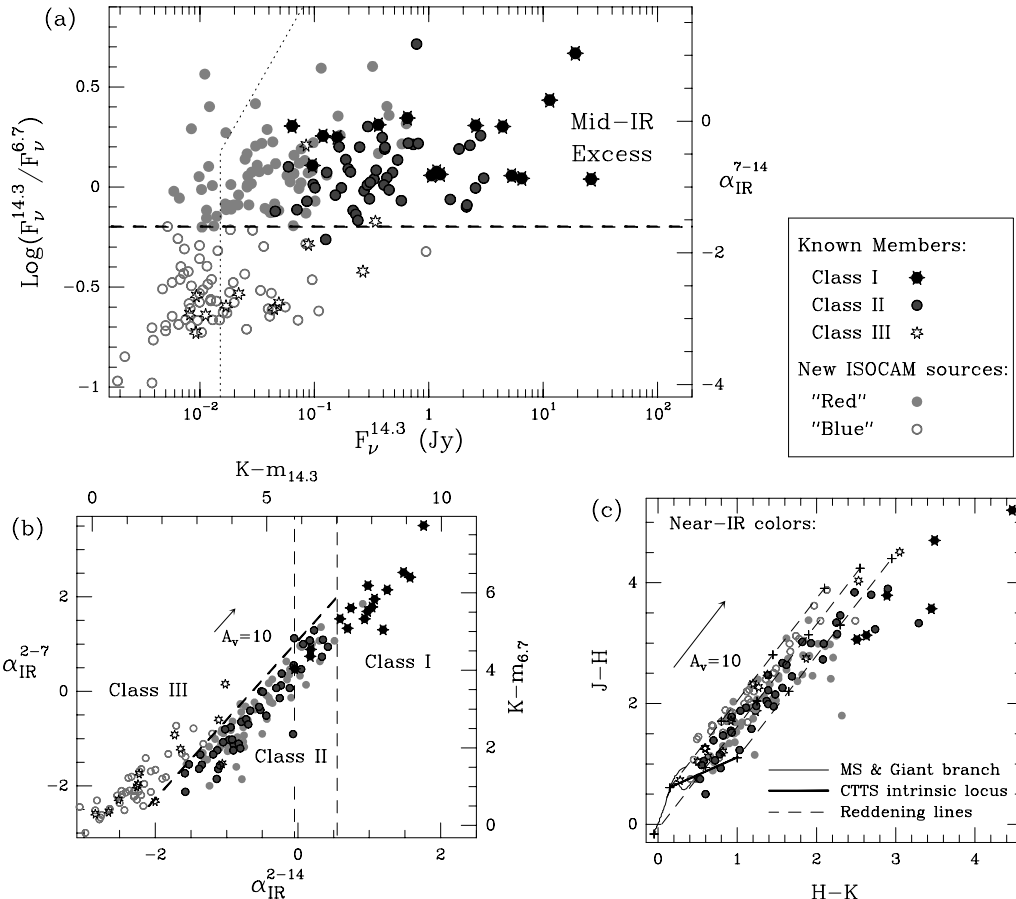 (a)
0.5
0
−0.5
−1
Log(F_ν^14.3/F_ν^6.7)
Mid−IR
Excess
0
−2
−4
α_IR^7−14
10^−2
10^−1
1
10^1
10^2
F_ν^14.3 (Jy)
Known Members:
Class I
Class II
Class III
New ISOCAM sources:
"Red"
"Blue"
K−m_14.3
0
5
10
(b)
2
0
−2
α_IR^2−7
A_v=10
Class III
Class II
Class I
6
4
2
0
K−m_6.7
−2
0
2
α_IR^2−14
(c)
Near−IR colors:
4
2
0
J−H
A_v=10
MS & Giant branch
CTTS intrinsic locus
Reddening lines
0
1
2
3
4
H−K